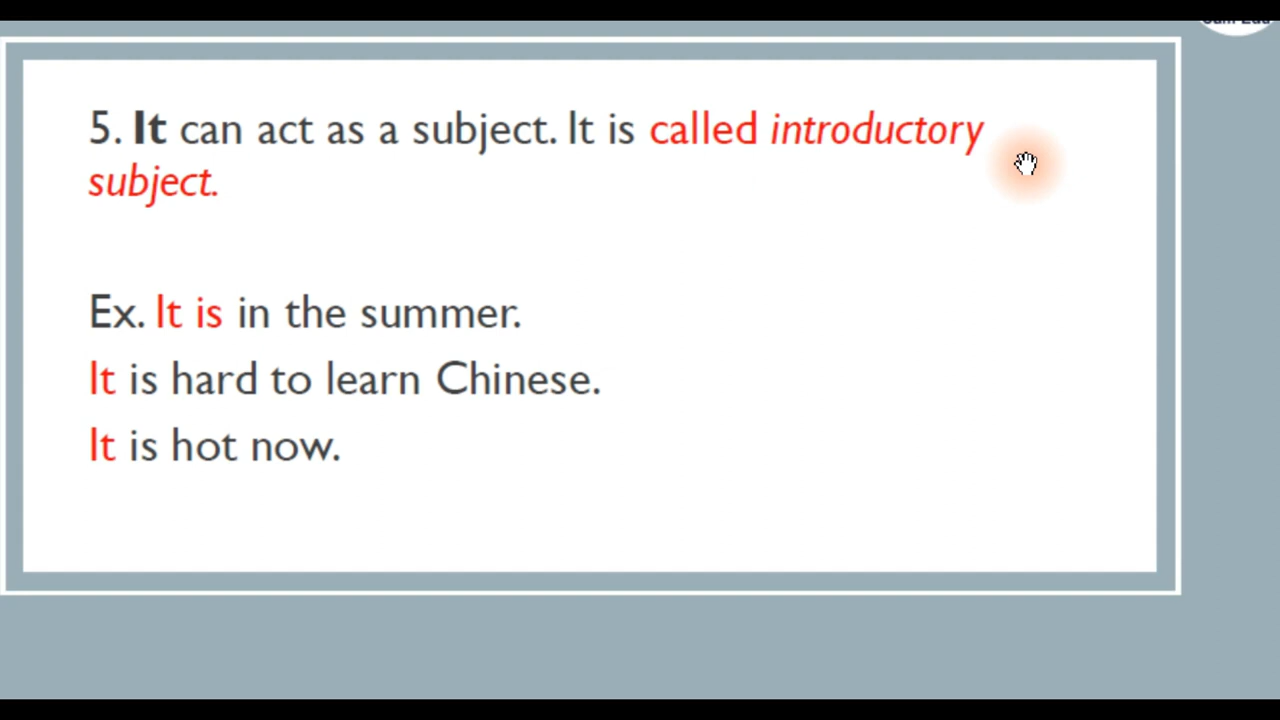 5. It can act as a subject. It is called introductory
subject.
Ex. It is in the summer.
It is hard to learn Chinese.
It is hot now.